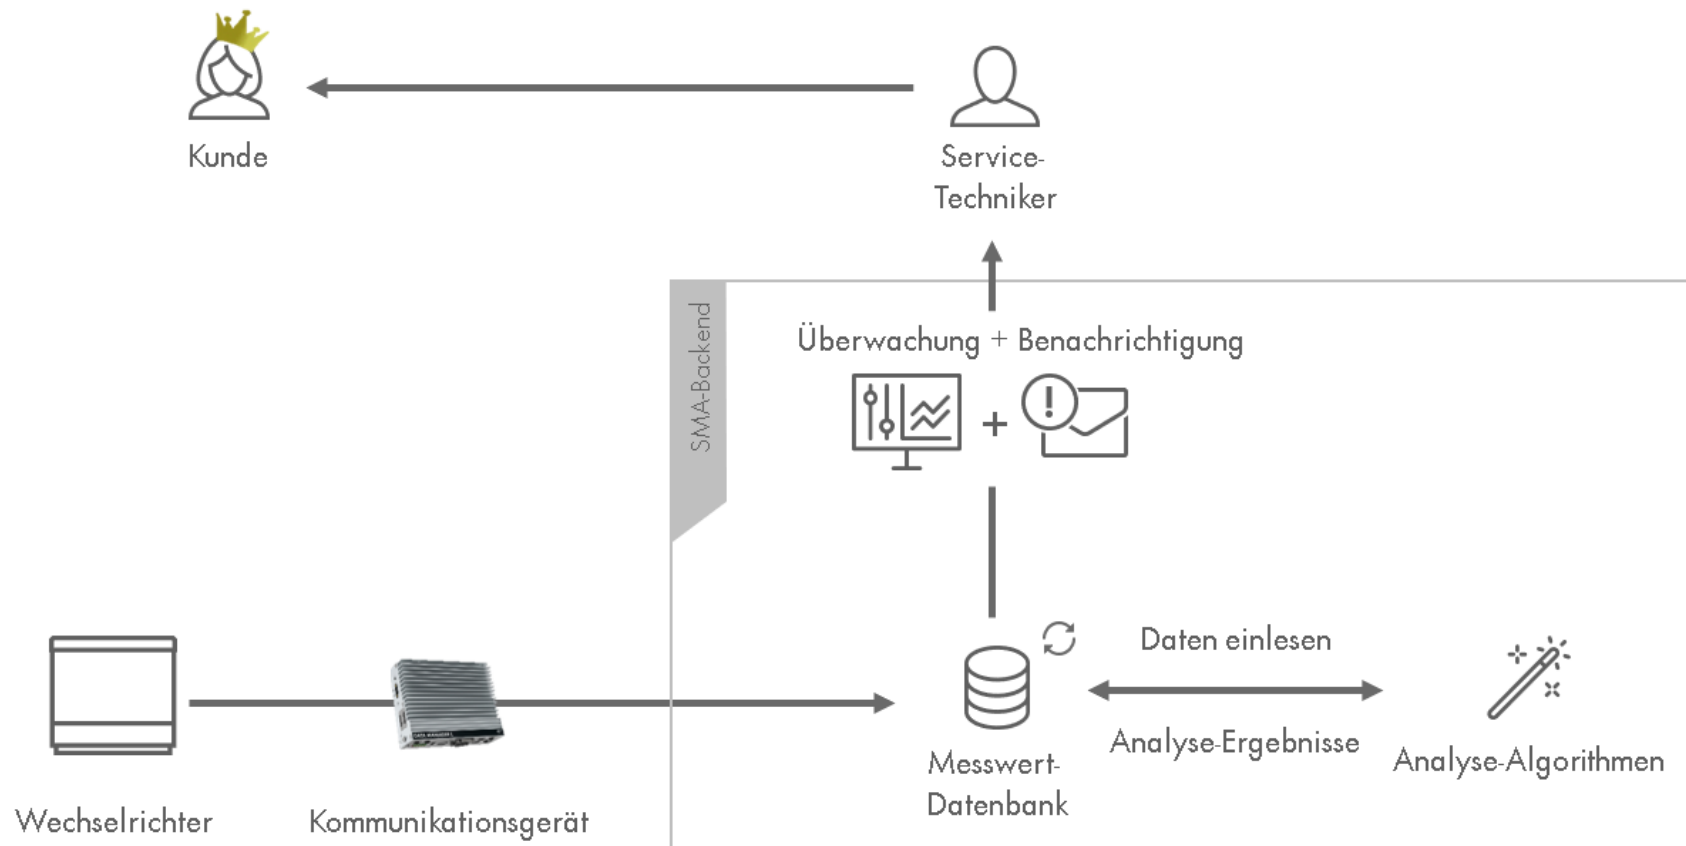 Kunde
Service-
Techniker
SMA-Backend
Überwachung + Benachrichtigung
Daten einlesen
Analyse-Ergebnisse
Messwert-
Datenbank
Analyse-Algorithmen
Wechselrichter
Kommunikationsgerät